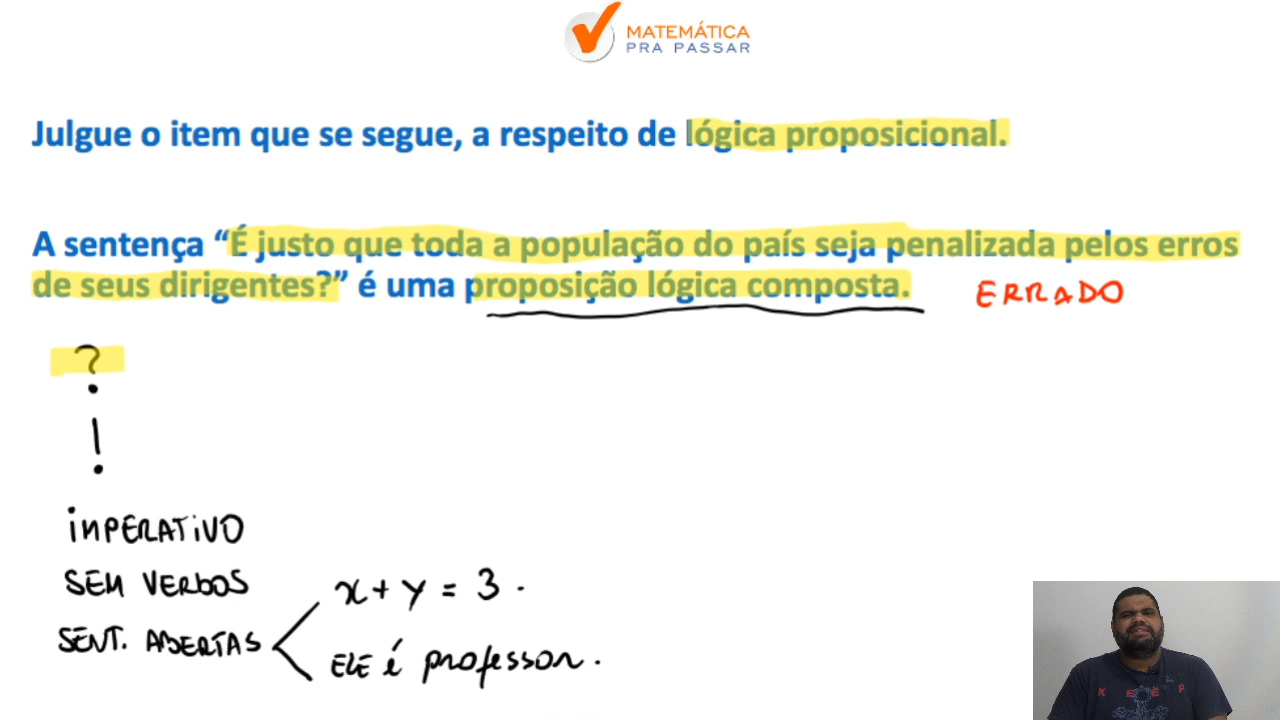 MATEMÁTICA
PRA PASSAR
Julgue o item que se segue, a respeito de lógica proposicional.
A sentença “É justo que toda a população do país seja penalizada pelos erros
de seus dirigentes?” é uma proposição lógica composta.
ERRADO
?
!
IMPERATIVO
SEM VERBOS
x + y = 3 .
SENT. ABERTAS
ELE é professor.
K E E P